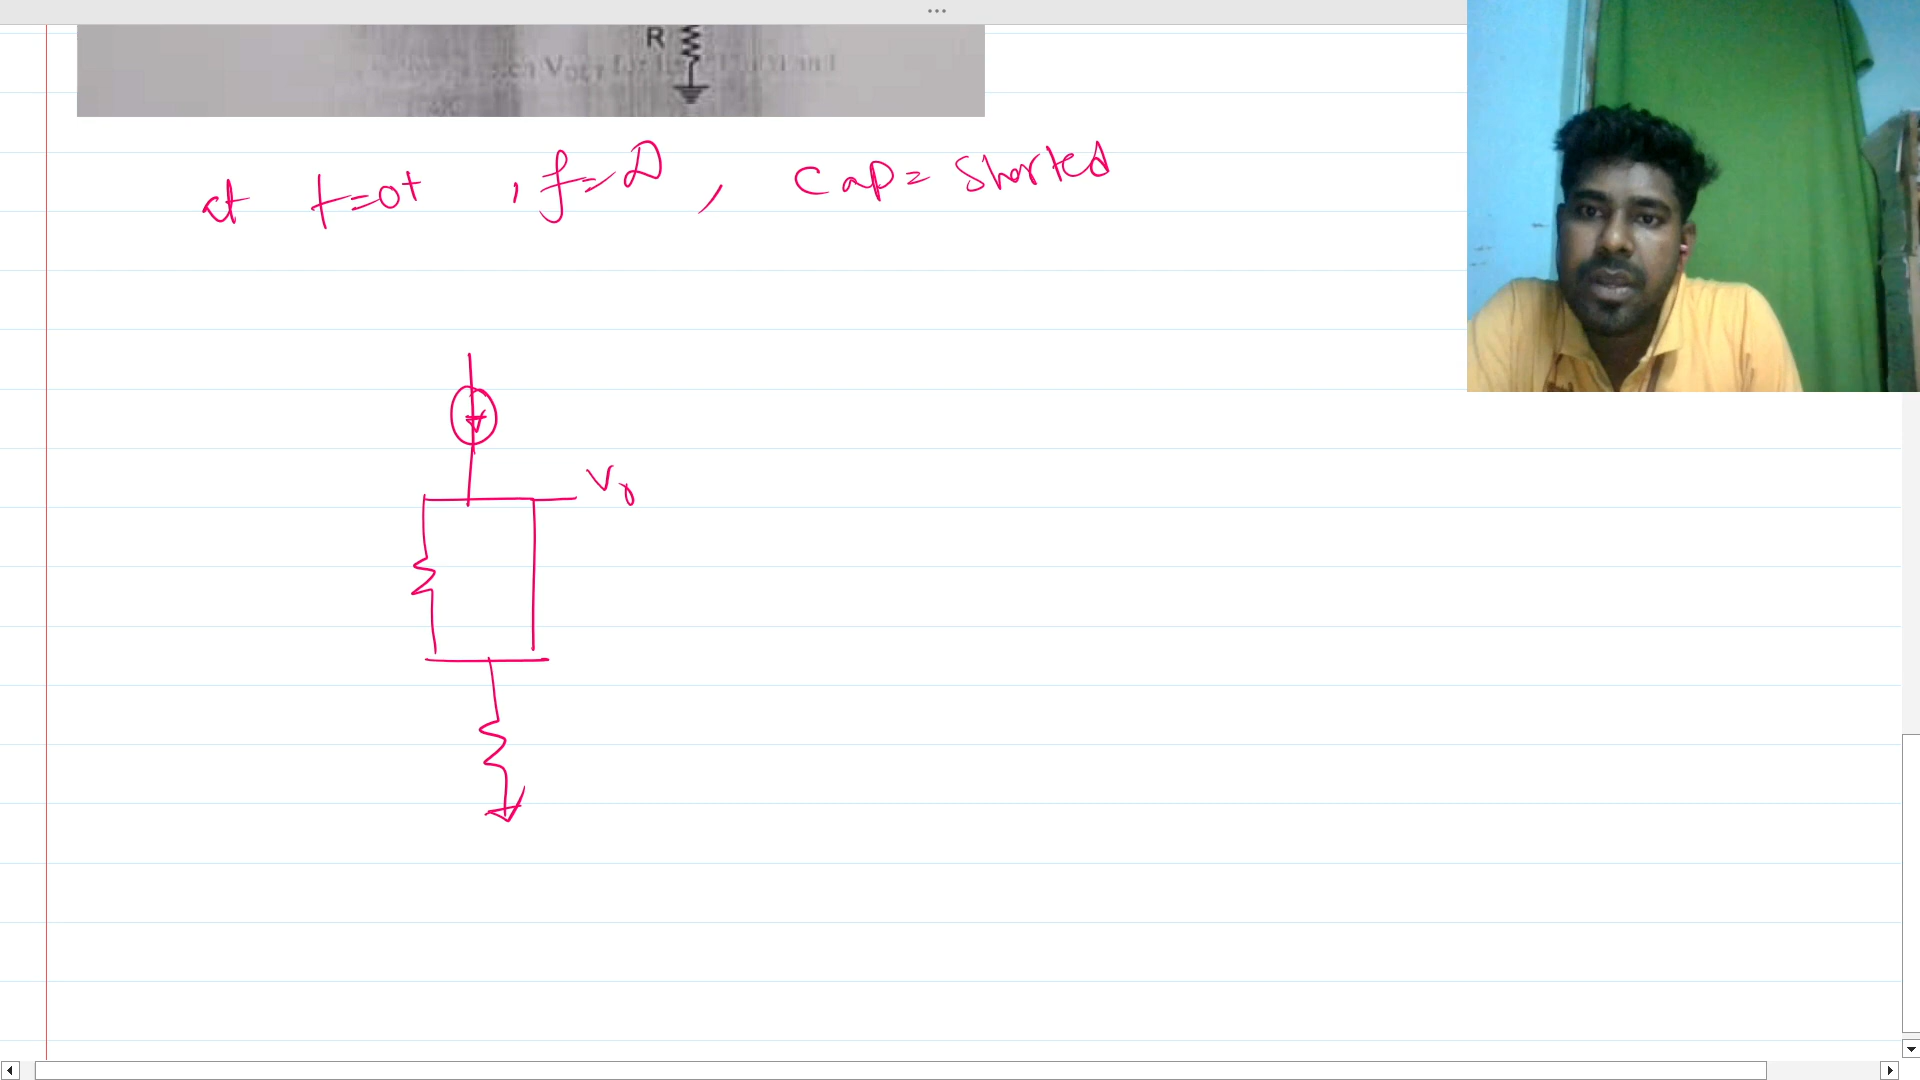 R
at t=0+ , f=∞ , cap= Shorted
V0